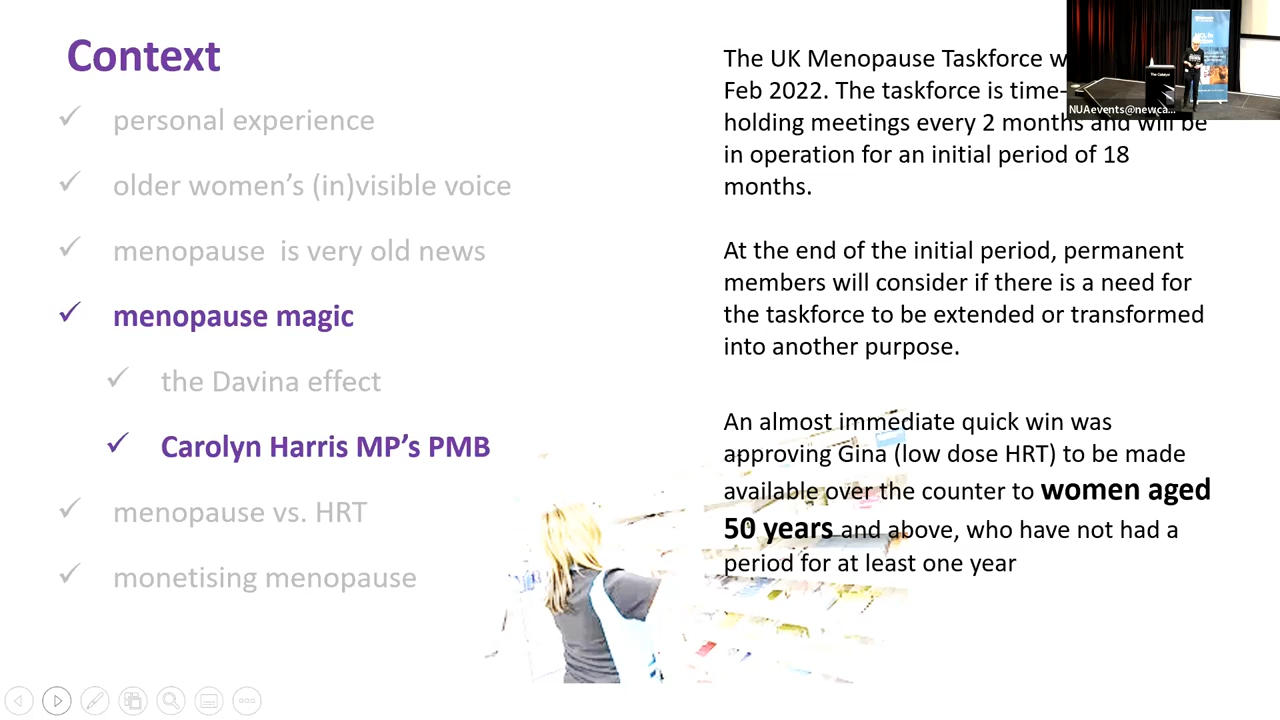 Context
personal experience
older women's (in)visible voice
menopause is very old news
menopause magic
the Davina effect
Carolyn Harris MP's PMB
menopause vs. HRT
monetising menopause
The UK Menopause Taskforce
Feb 2022. The taskforce is time-
holding meetings every 2 months and will be
in operation for an initial period of 18
months.
At the end of the initial period, permanent
members will consider if there is a need for
the taskforce to be extended or transformed
into another purpose.
An almost immediate quick win was
approving Gina (low dose HRT) to be made
available over the counter to women aged
50 years and above, who have not had a
period for at least one year
The Catalyst
NUAevents@newca...